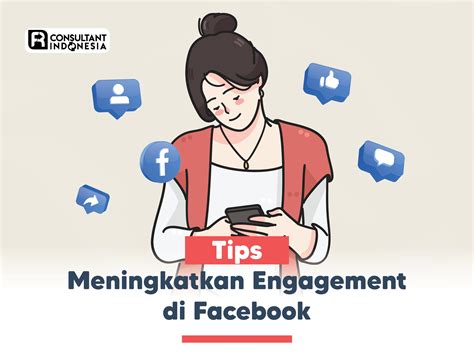 CONSULTANT
INDONESIA
Tips
Meningkatkan Engagement
di Facebook